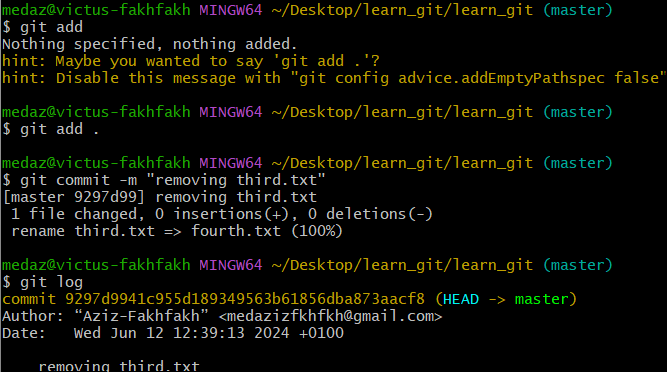 medaz@victus-fakhfakh MINGW64 ~/Desktop/learn_git/learn_git (master)
$ git add
Nothing specified, nothing added.
hint: Maybe you wanted to say 'git add .'?
hint: Disable this message with "git config advice.addEmptyPathspec false"
medaz@victus-fakhfakh MINGW64 ~/Desktop/learn_git/learn_git (master)
$ git add .
medaz@victus-fakhfakh MINGW64 ~/Desktop/learn_git/learn_git (master)
$ git commit -m "removing third.txt"
[master 9297d99] removing third.txt
 1 file changed, 0 insertions(+), 0 deletions(-)
 rename third.txt => fourth.txt (100%)
medaz@victus-fakhfakh MINGW64 ~/Desktop/learn_git/learn_git (master)
$ git log
commit 9297d9941c955d189349563b61856dba873aacf8 (HEAD -> master)
Author: “Aziz-Fakhfakh” <medazizfkhfkh@gmail.com>
Date:   Wed Jun 12 12:39:13 2024 +0100
    removing third.txt